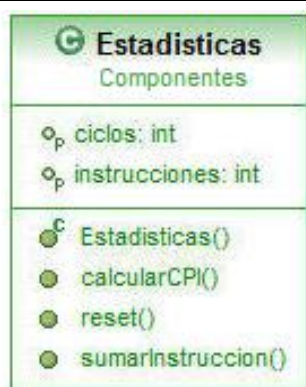 C Estadisticas
Componentes
P ciclos: int
P instrucciones: int
C Estadisticas()
calcularCPI()
reset()
sumarInstruccion()